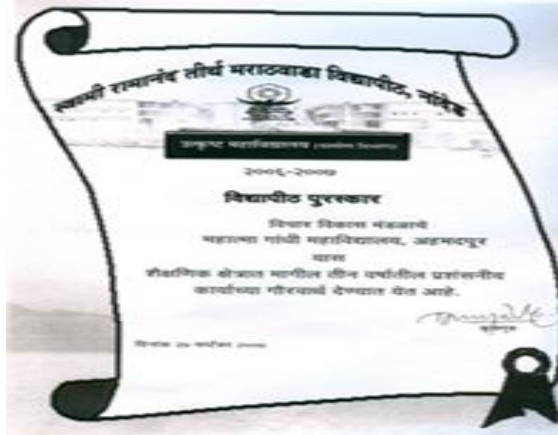 स्वामी रामानंद तीर्थ मराठवाडा विद्यापीठ, नांदेड
उत्कृष्ट महाविद्यालय (ग्रामीण विभाग)
२००६-२००७
विद्यापीठ पुरस्कार
विचार विकास मंडळाचे
महात्मा गांधी महाविद्यालय, अहमदपूर
यास
शैक्षणिक क्षेत्रात मागील तीन वर्षातील प्रशंसनीय
कार्याच्या गौरवार्थ देण्यात येत आहे.
कुलगुरू
दिनांक